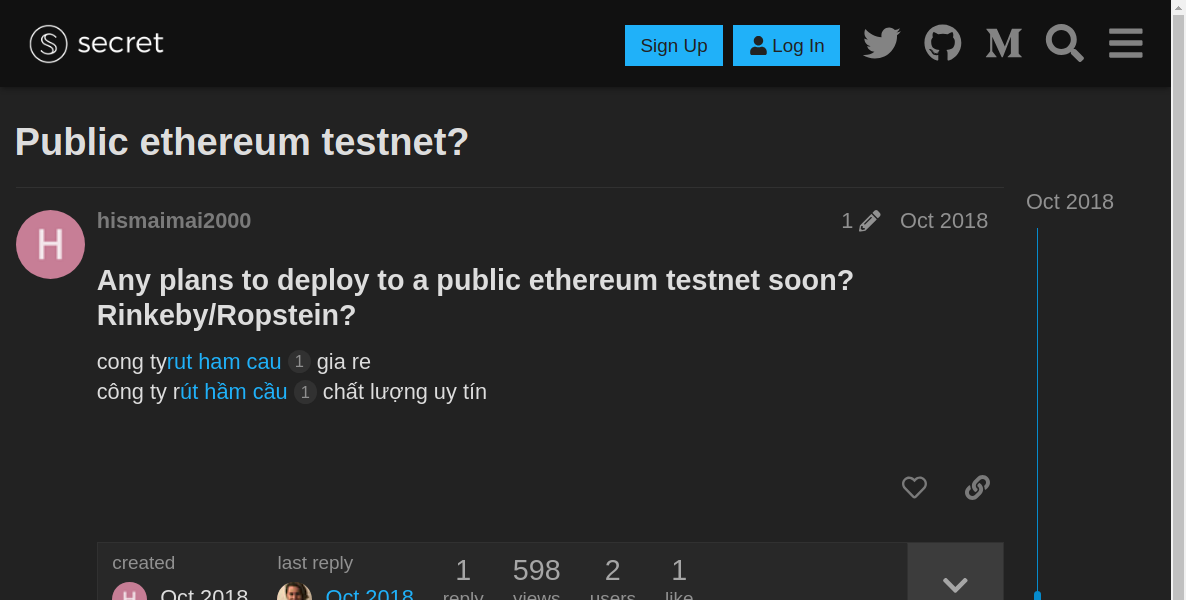 secret
Sign Up
Log In
Public ethereum testnet?
Oct 2018
H
hismaimai2000
1
Oct 2018
Any plans to deploy to a public ethereum testnet soon?
Rinkeby/Ropstein?
cong tyrut ham cau 1 gia re
công ty rút hầm cầu 1 chất lượng uy tín
created
last reply
1
598
2
1
H
Oct 2018
Oct 2018
reply
views
users
like